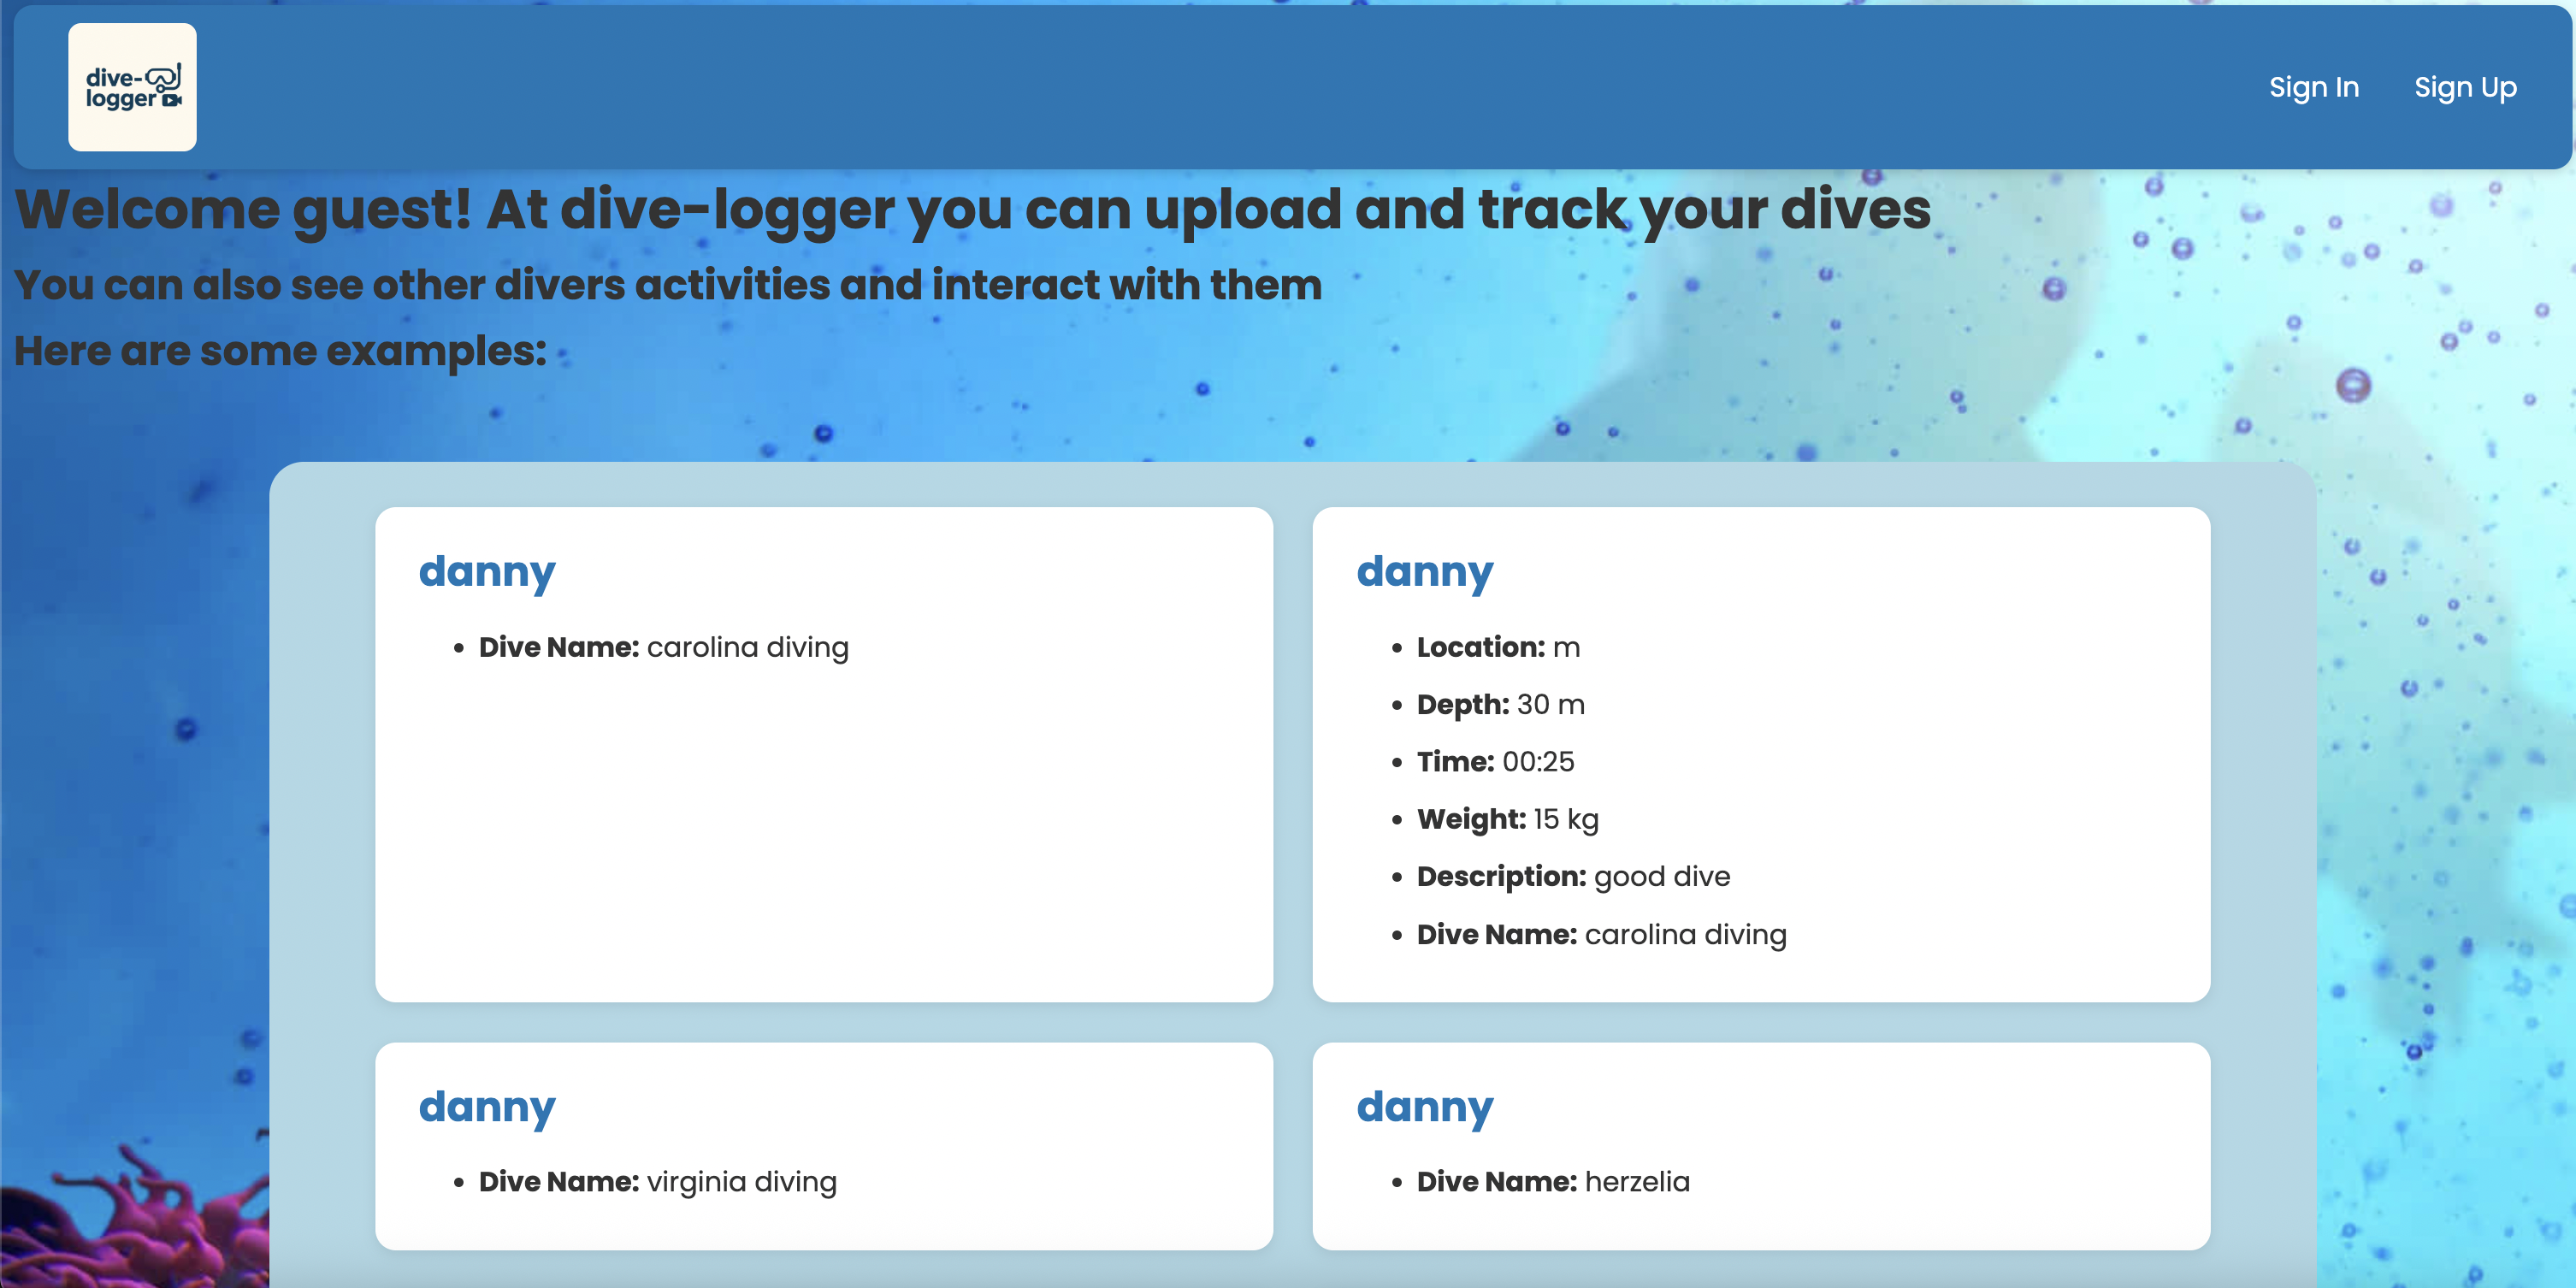 dive-
logger
Sign In
Sign Up
Welcome guest! At dive-logger you can upload and track your dives
You can also see other divers activities and interact with them
Here are some examples:
danny
• Dive Name: carolina diving
danny
• Location: m
• Depth: 30 m
• Time: 00:25
• Weight: 15 kg
• Description: good dive
• Dive Name: carolina diving
danny
• Dive Name: virginia diving
danny
• Dive Name: herzelia